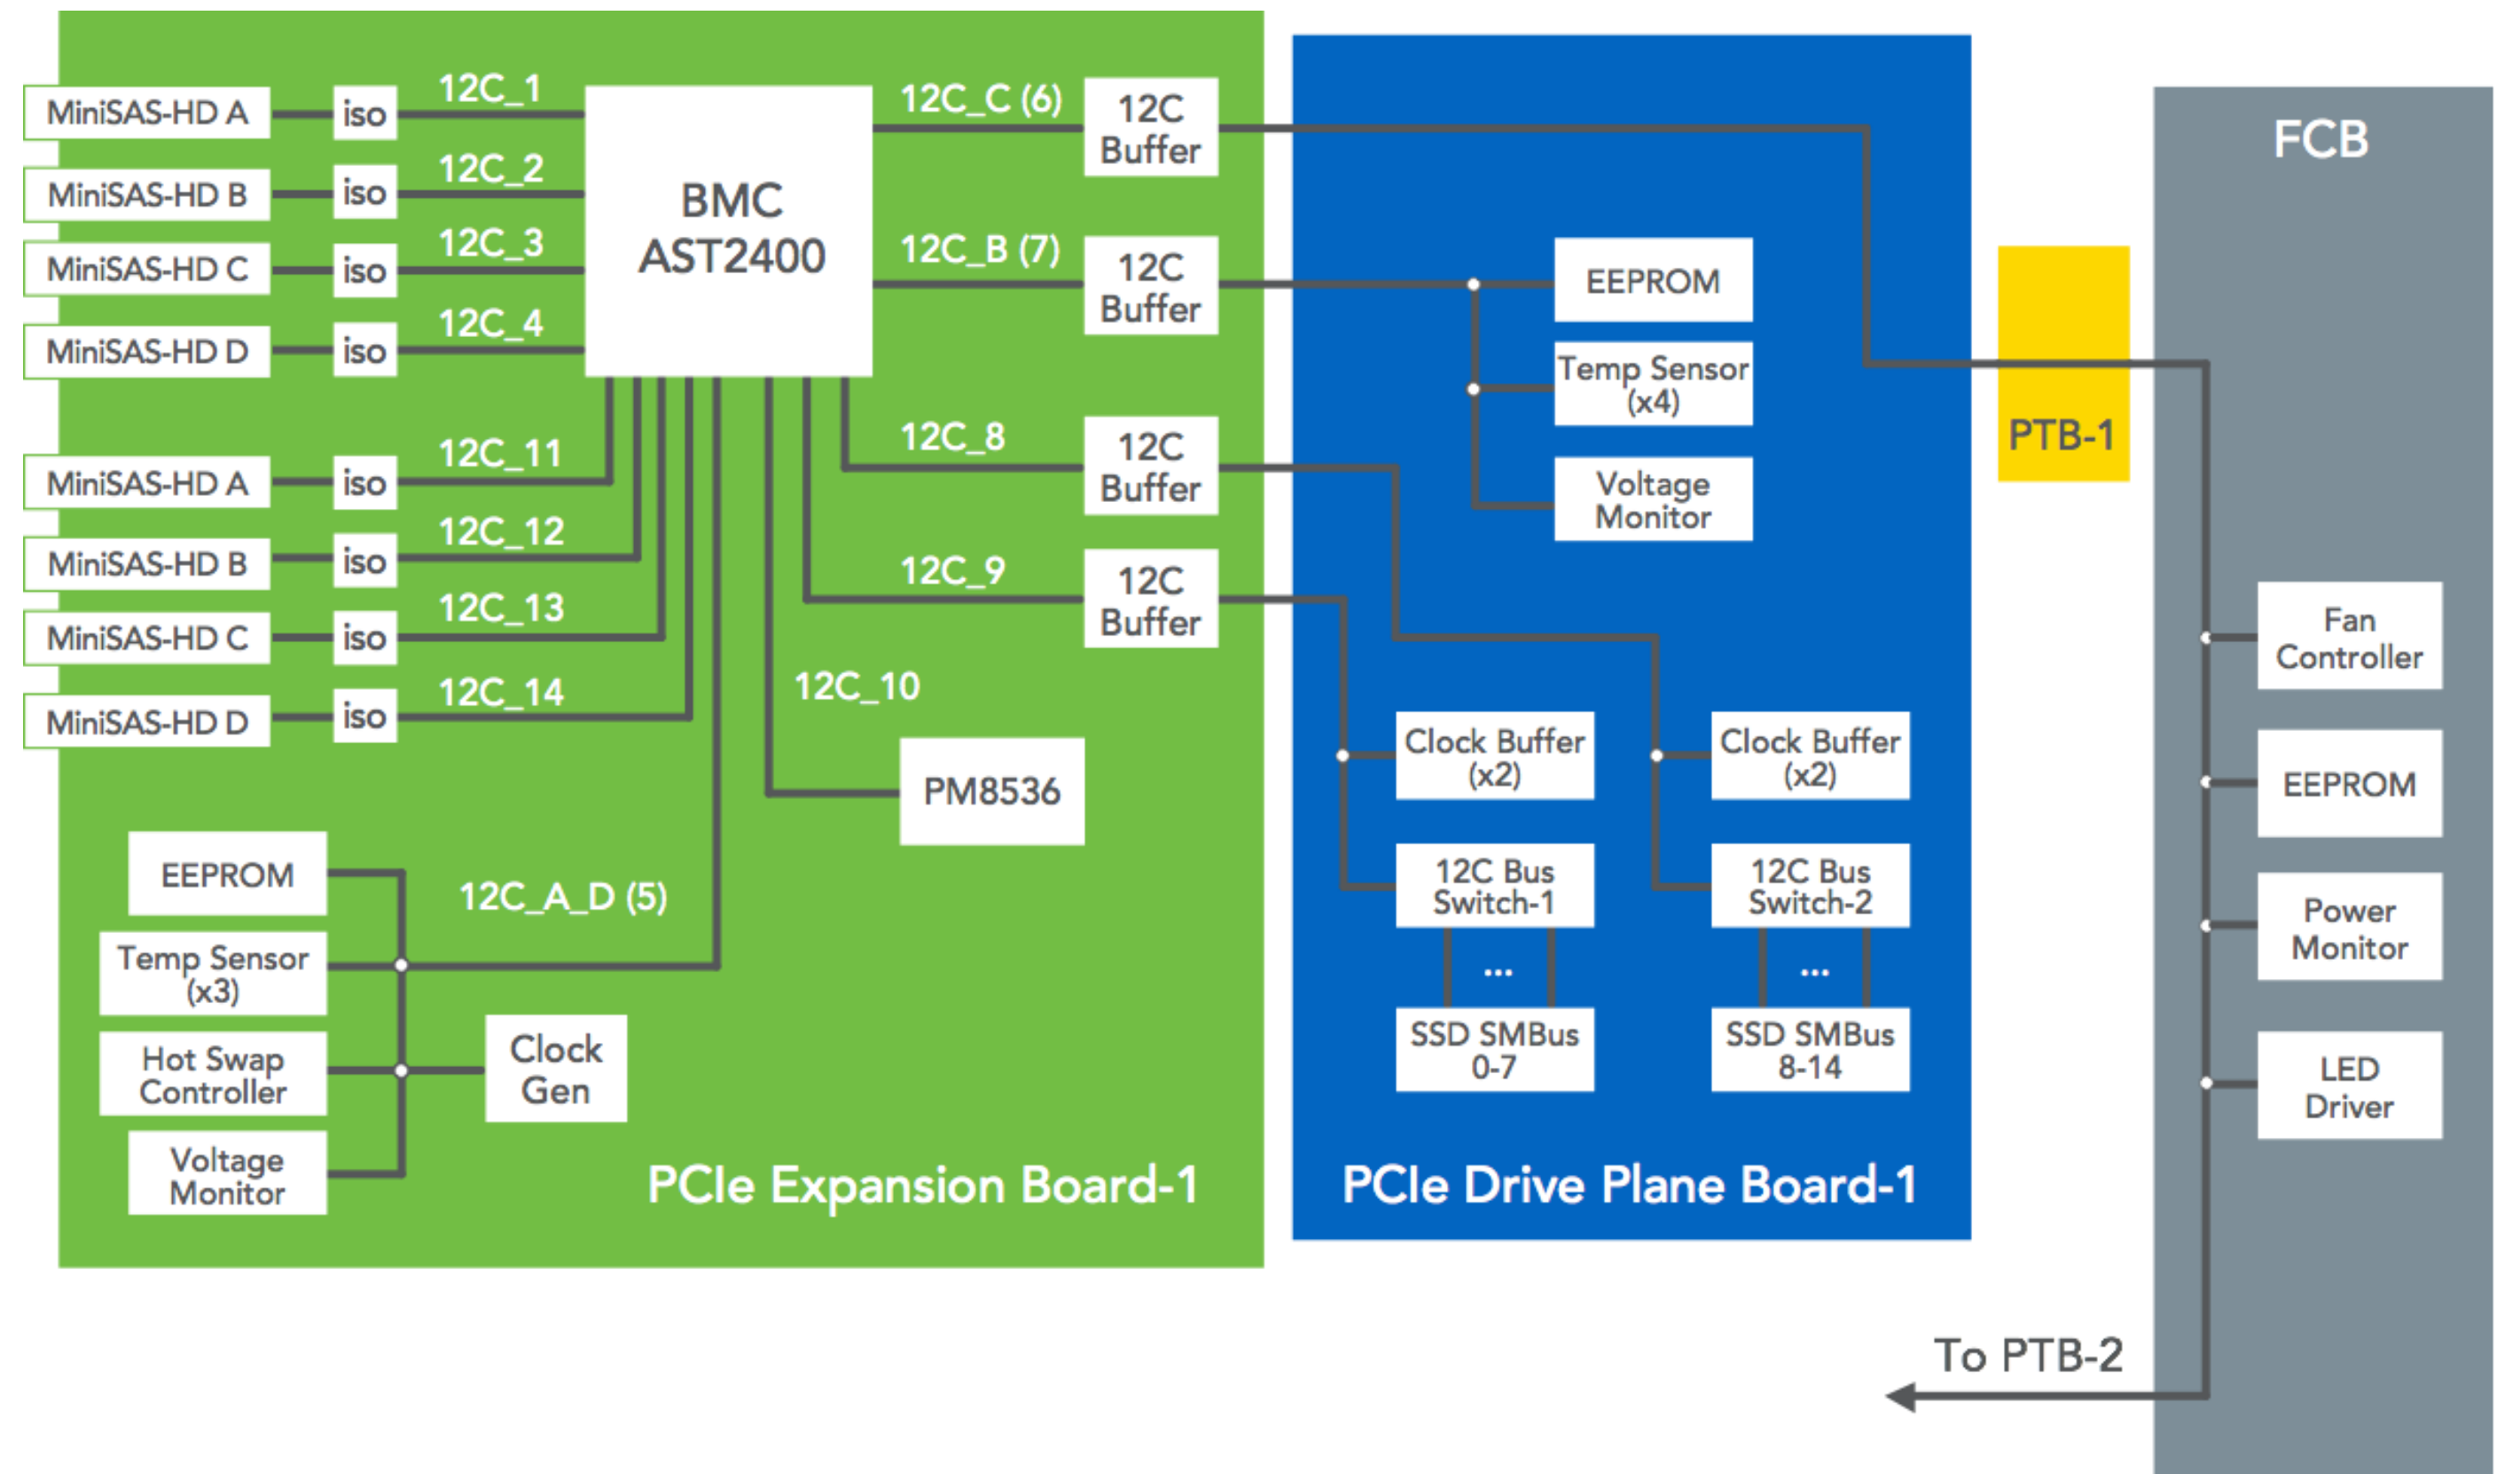 MiniSAS-HD A
iso
12C_1
MiniSAS-HD B
iso
12C_2
MiniSAS-HD C
iso
12C_3
MiniSAS-HD D
iso
12C_4
BMC
AST2400
MiniSAS-HD A
iso
12C_11
MiniSAS-HD B
iso
12C_12
MiniSAS-HD C
iso
12C_13
MiniSAS-HD D
iso
12C_14
12C_C (6)
12C
Buffer
12C_B (7)
12C
Buffer
12C_8
12C
Buffer
12C_9
12C
Buffer
12C_10
PM8536
EEPROM
12C_A_D (5)
Temp Sensor
(x3)
Hot Swap
Controller
Clock
Gen
Voltage
Monitor
PCIe Expansion Board-1
EEPROM
Temp Sensor
(x4)
Voltage
Monitor
Clock Buffer
(x2)
Clock Buffer
(x2)
12C Bus
Switch-1
12C Bus
Switch-2
...
...
SSD SMBus
0-7
SSD SMBus
8-14
PCIe Drive Plane Board-1
PTB-1
FCB
Fan
Controller
EEPROM
Power
Monitor
LED
Driver
To PTB-2